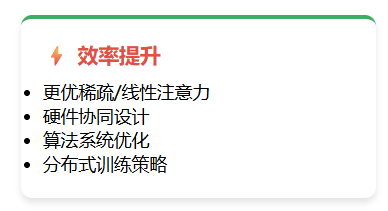 效率提升
更优稀疏/线性注意力
硬件协同设计
算法系统优化
分布式训练策略